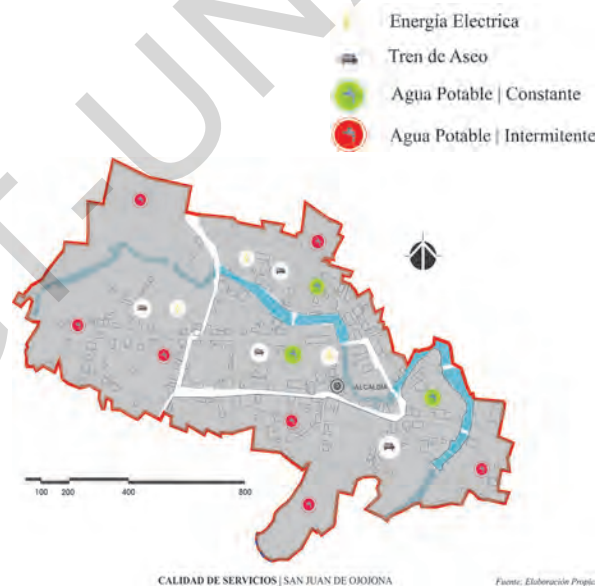 Energía Electrica
Tren de Aseo
Agua Potable | Constante
Agua Potable | Intermitente
ALCALDIA
100 200 400 800
CALIDAD DE SERVICIOS | SAN JUAN DE OJOJONA
Fuente: Elaboración Propia